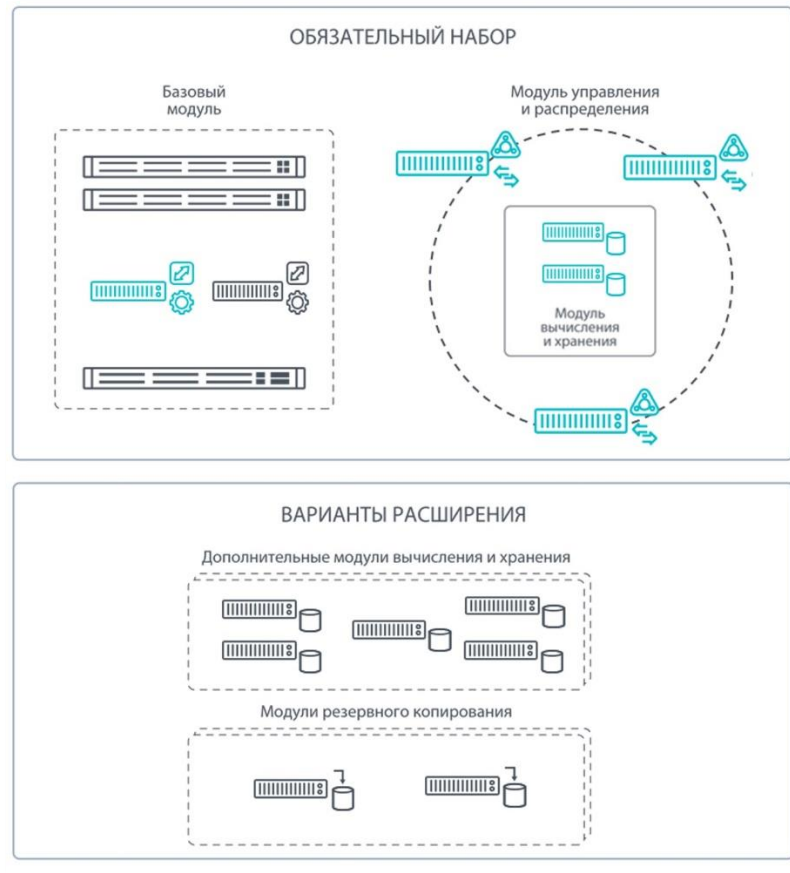 ОБЯЗАТЕЛЬНЫЙ НАБОР
Базовый
модуль
Модуль управления
и распределения
Модуль
вычисления
и хранения
ВАРИАНТЫ РАСШИРЕНИЯ
Дополнительные модули вычисления и хранения
Модули резервного копирования